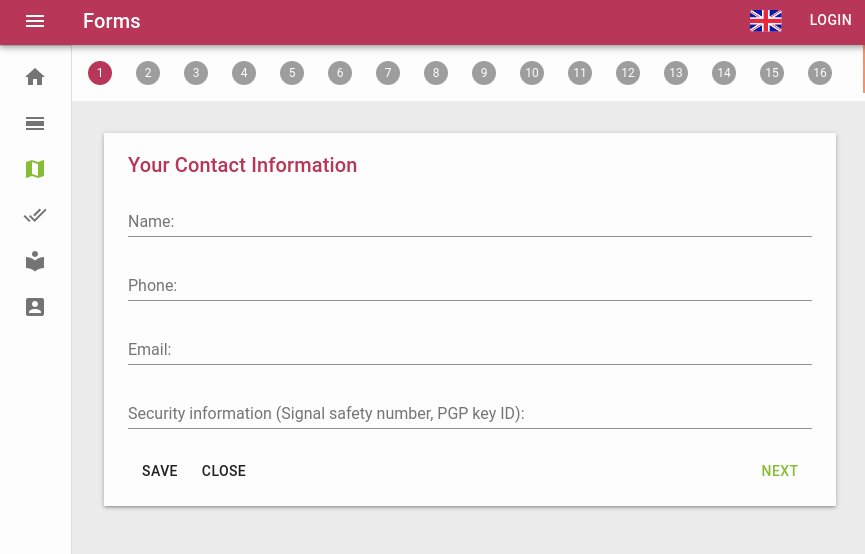 Forms
LOGIN
1 2 3 4 5 6 7 8 9 10 11 12 13 14 15 16
Your Contact Information
Name:
Phone:
Email:
Security information (Signal safety number, PGP key ID):
SAVE CLOSE NEXT